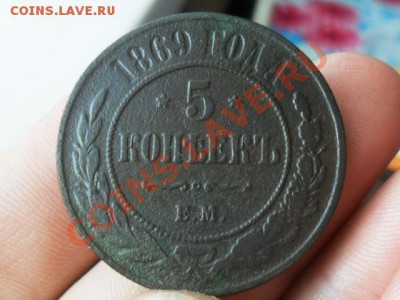 COINS.LAVE.RU
1869 ГОДА
5
КОПѢЕКЪ
Е.М.
COINS.LAVE.RU